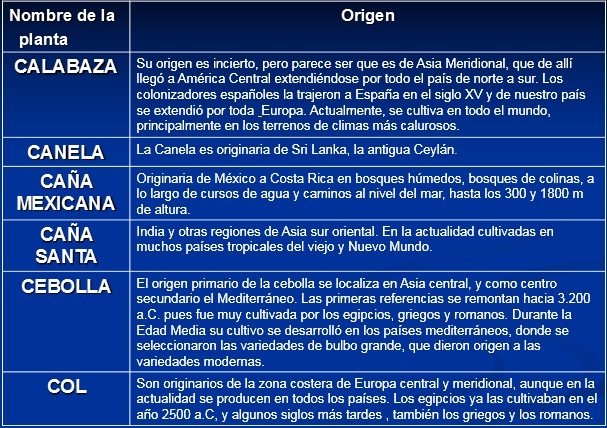 Nombre de la
planta
Origen
CALABAZA
Su origen es incierto, pero parece ser que es de Asia Meridional, que de allí
llegó a América Central extendiéndose por todo el país de norte a sur. Los
colonizadores españoles la trajeron a España en el siglo XV y de nuestro país
se extendió por toda  Europa. Actualmente, se cultiva en todo el mundo,
principalmente en los terrenos de climas más calurosos.
CANELA
La Canela es originaria de Sri Lanka, la antigua Ceylán.
CAÑA
MEXICANA
Originaria de México a Costa Rica en bosques húmedos, bosques de colinas, a
lo largo de cursos de agua y caminos al nivel del mar, hasta los 300 y 1800 m
de altura.
CAÑA
SANTA
India y otras regiones de Asia sur oriental. En la actualidad cultivadas en
muchos países tropicales del viejo y Nuevo Mundo.
CEBOLLA
El origen primario de la cebolla se localiza en Asia central, y como centro
secundario el Mediterráneo. Las primeras referencias se remontan hacia 3.200
a.C. pues fue muy cultivada por los egipcios, griegos y romanos. Durante la
Edad Media su cultivo se desarrolló en los países mediterráneos, donde se
seleccionaron las variedades de bulbo grande, que dieron origen a las
variedades modernas.
COL
Son originarios de la zona costera de Europa central y meridional, aunque en la
actualidad se producen en todos los países. Los egipcios ya las cultivaban en el
año 2500 a.C, y algunos siglos más tardes , también los griegos y los romanos.